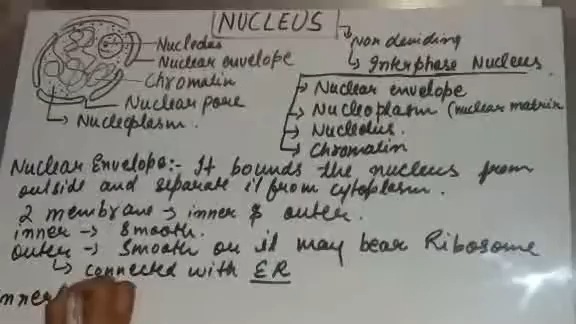 NUCLEUS
Non deviding
Interphase Nucleus
Nucleolus
Nuclear envelope
Chromatin
Nuclear pore
Nucleoplasm.
Nuclear envelope
Nucleoplasm (nuclear matrix
Nucleolus.
Chromatin
Nuclear Envelope:- It bounds the nucleus from
outside and separate it from cytoplasm.
2 membrane → inner & outer.
inner → Smooth.
outer → Smooth or it may bear Ribosome
↳ connected with ER
Inner